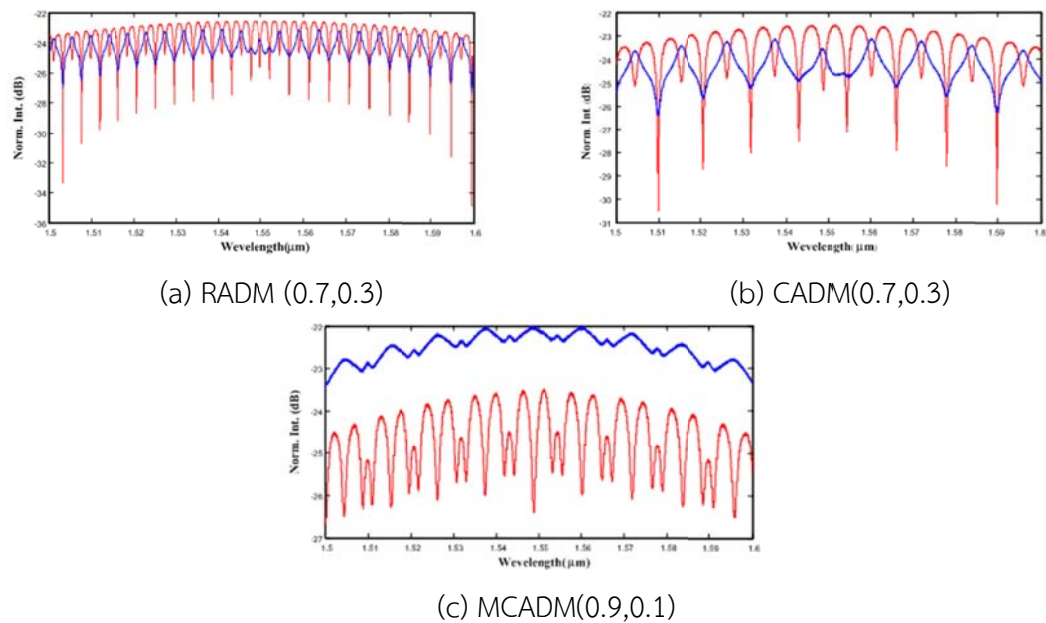 Norm. Int. (dB)
-22
-24
-26
-28
-30
-32
-34
-36
1.5 1.51 1.52 1.53 1.54 1.55 1.56 1.57 1.58 1.59 1.6
Wevelength(μm)
(a) RADM (0.7,0.3)
Norm. Int. (dB)
-22
-23
-24
-25
-26
-27
-28
-29
-30
-31
1.5 1.51 1.52 1.53 1.54 1.55 1.56 1.57 1.58 1.59 1.6
Wevelength( μm)
(b) CADM(0.7,0.3)
Norm. Int. (dB)
-22
-23
-24
-25
-26
-27
1.5 1.51 1.52 1.53 1.54 1.55 1.56 1.57 1.58 1.59 1.6
Wevelength(μm)
(c) MCADM(0.9,0.1)